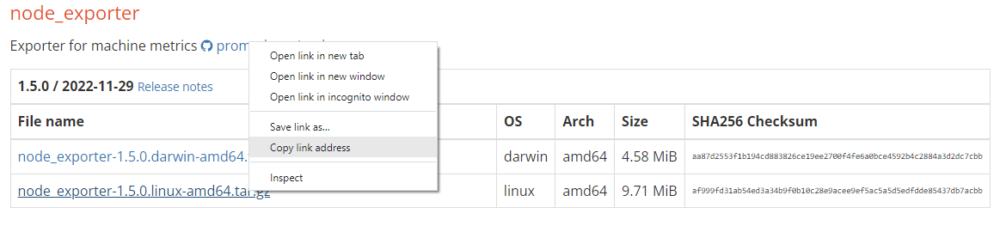 node_exporter
Exporter for machine metrics
Open link in new tab
Open link in new window
Open link in incognito window
Save link as...
Copy link address
Inspect
1.5.0 / 2022-11-29 Release notes
File name OS Arch Size SHA256 Checksum
node_exporter-1.5.0.darwin-amd64. darwin amd64 4.58 MiB aa87d2553f1b194cd883826ce19ee2700f4fe6a0bce4592b4c2884a3d2dc7cbb
node_exporter-1.5.0.linux-amd64.tar.gz linux amd64 9.71 MiB af999fd31ab54ed3a34b9f0b10c28e9acee9ef5ac5a5d5edfdde85437db7acbb